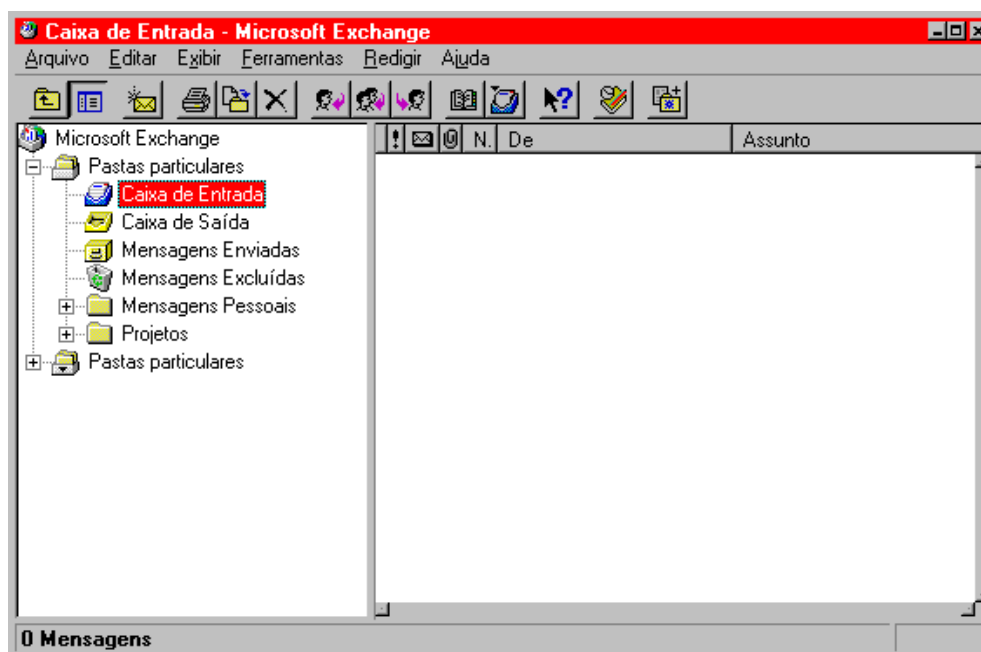 Caixa de Entrada - Microsoft Exchange
Arquivo Editar Exibir Ferramentas Redigir Ajuda
Microsoft Exchange
! N. De Assunto
Pastas particulares
Caixa de Entrada
Caixa de Saída
Mensagens Enviadas
Mensagens Excluídas
Mensagens Pessoais
Projetos
Pastas particulares
0 Mensagens